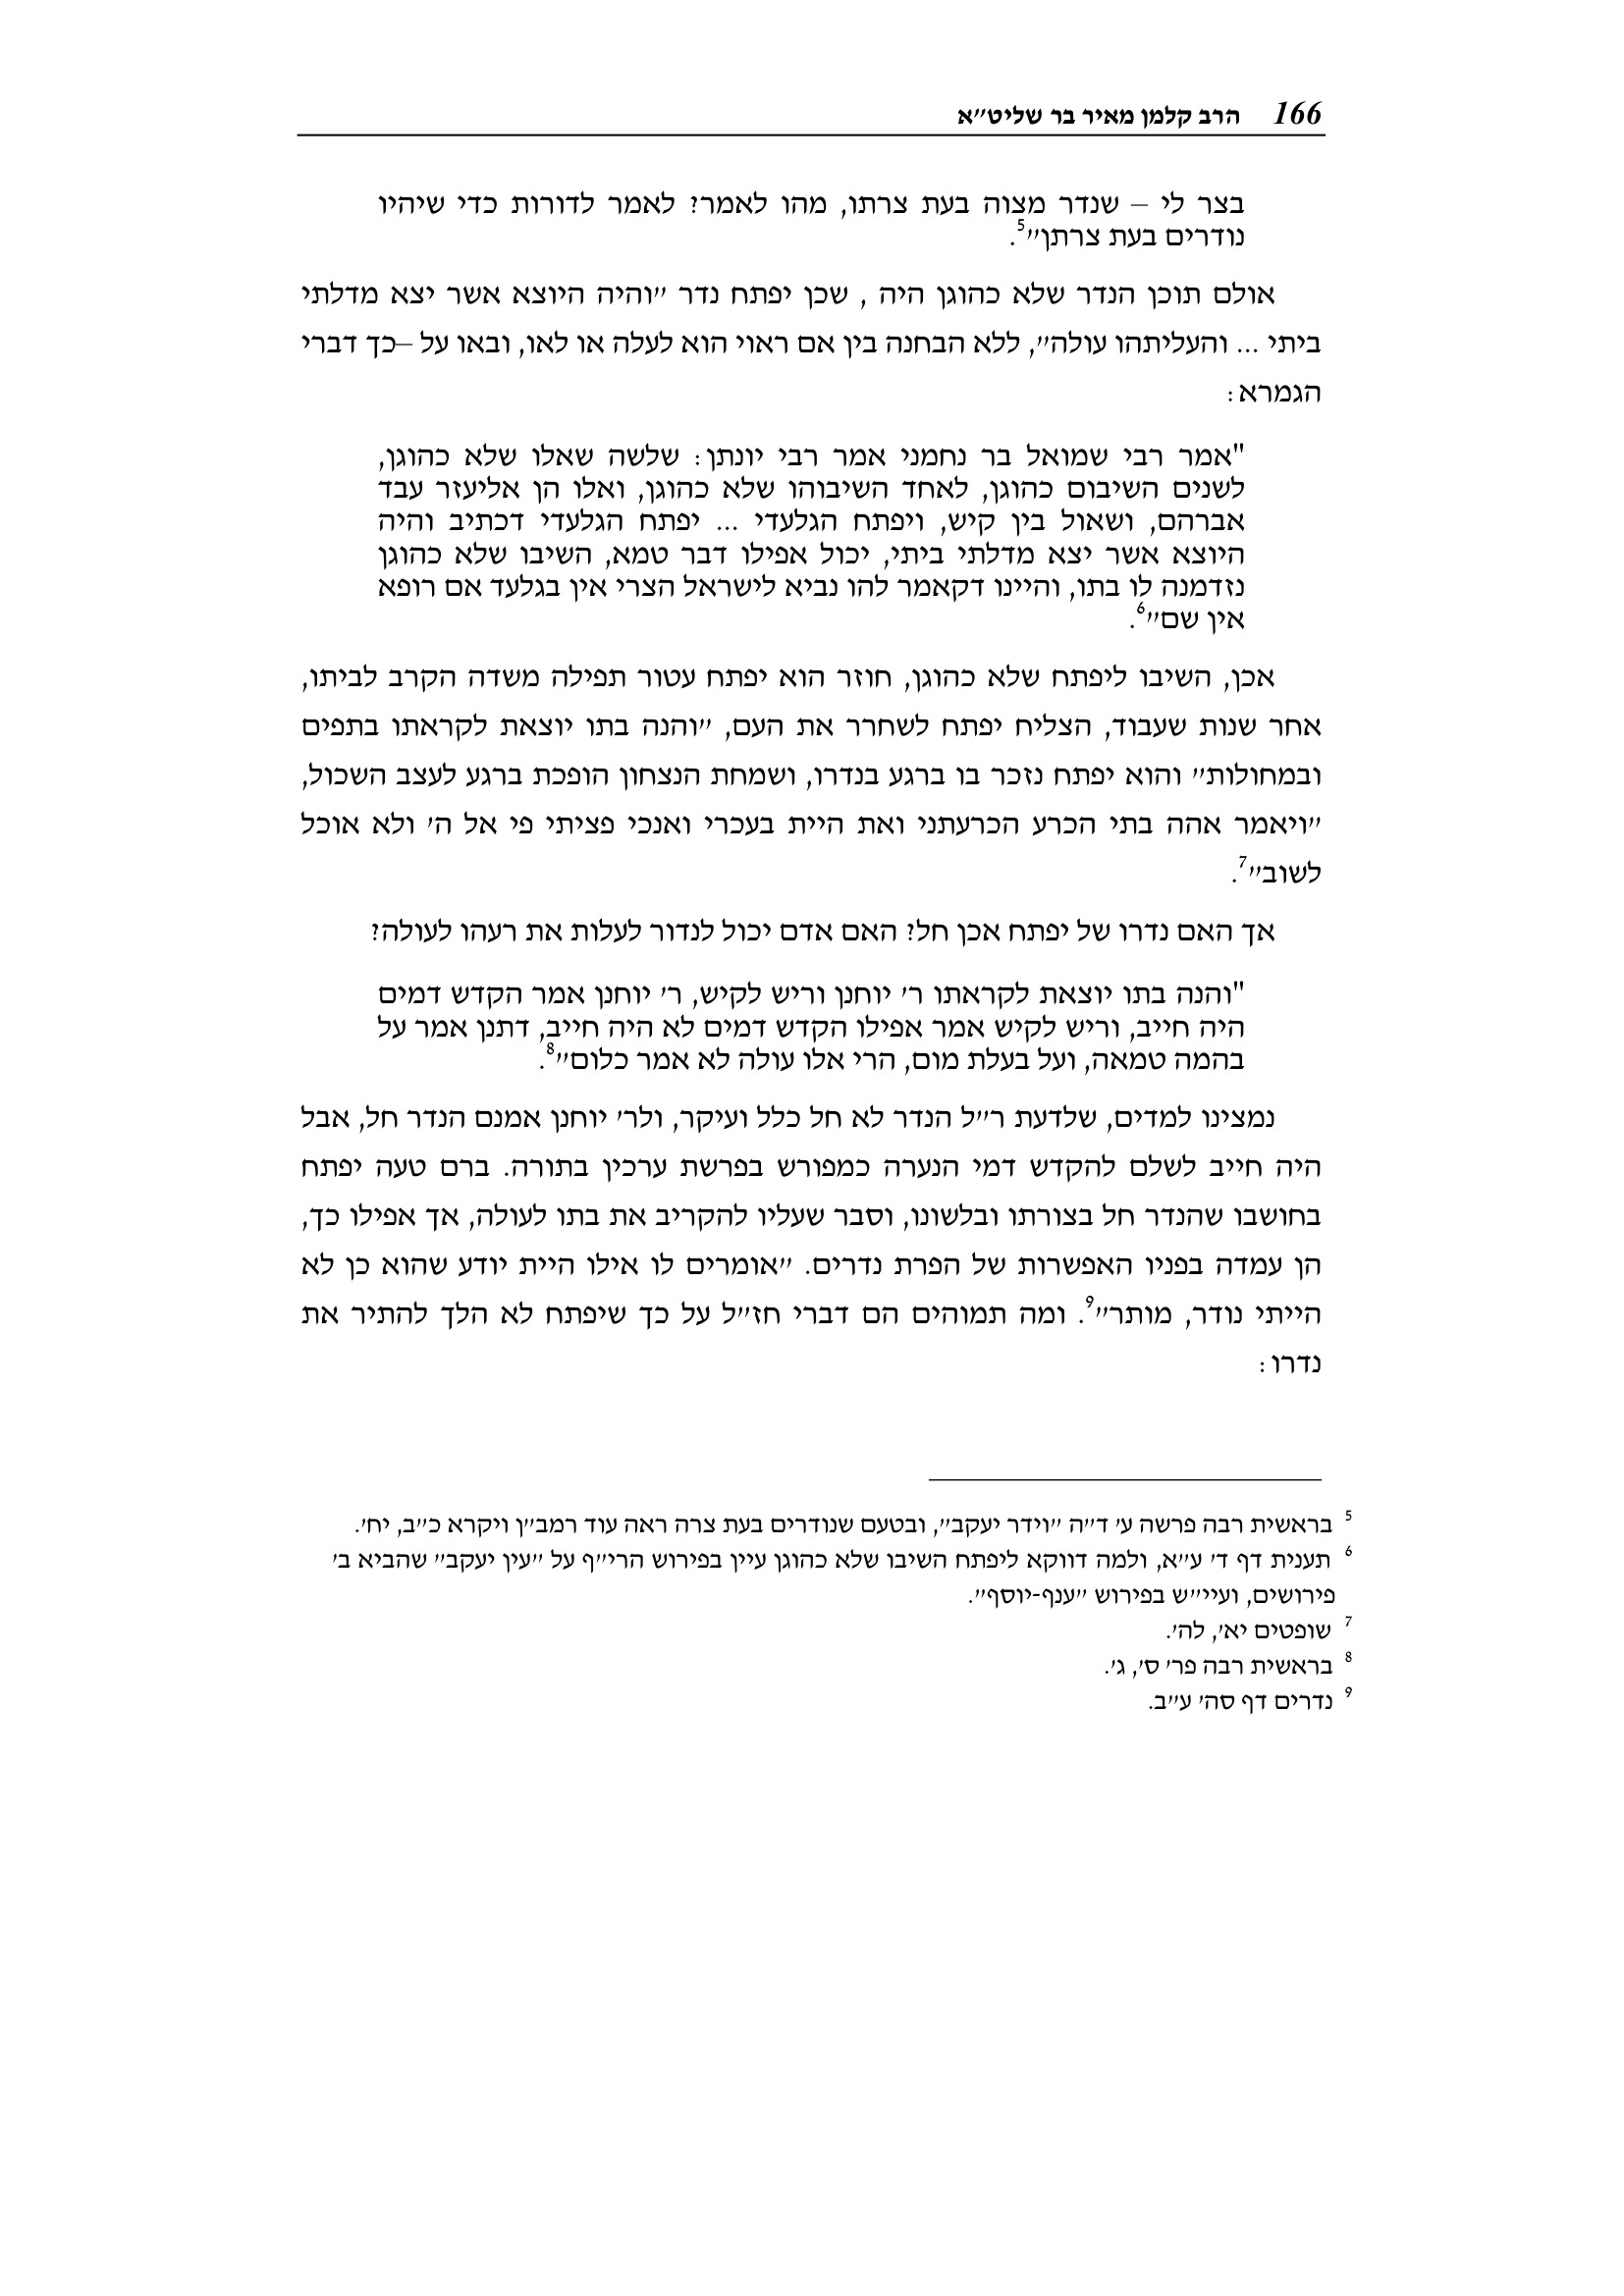 166 הרב קלמן מאיר בר שליט״א
בצר לי – שנדר מצוה בעת צרתו, מהו לאמר? לאמר לדורות כדי שיהיו
נודרים בעת צרתן״5.
אולם תוכן הנדר שלא כהוגן היה , שכן יפתח נדר ״והיה היוצא אשר יצא מדלתי
ביתי ... והעליתהו עולה״, ללא הבחנה בין אם ראוי הוא לעלה או לאו, ובאו על –כך דברי
הגמרא:
"אמר רבי שמואל בר נחמני אמר רבי יונתן: שלשה שאלו שלא כהוגן,
לשנים השיבום כהוגן, לאחד השיבוהו שלא כהוגן, ואלו הן אליעזר עבד
אברהם, ושאול בין קיש, ויפתח הגלעדי ... יפתח הגלעדי דכתיב והיה
היוצא אשר יצא מדלתי ביתי, יכול אפילו דבר טמא, השיבו שלא כהוגן
נזדמנה לו בתו, והיינו דקאמר להו נביא לישראל הצרי אין בגלעד אם רופא
אין שם״6.
אכן, השיבו ליפתח שלא כהוגן, חוזר הוא יפתח עטור תפילה משדה הקרב לביתו,
אחר שנות שעבוד, הצליח יפתח לשחרר את העם, ״והנה בתו יוצאת לקראתו בתפים
ובמחולות״ והוא יפתח נזכר בו ברגע בנדרו, ושמחת הנצחון הופכת ברגע לעצב השכול,
״ויאמר אהה בתי הכרע הכרעתני ואת היית בעכרי ואנכי פציתי פי אל ה׳ ולא אוכל
לשוב״7.
אך האם נדרו של יפתח אכן חל? האם אדם יכול לנדור לעלות את רעהו לעולה?
"והנה בתו יוצאת לקראתו ר׳ יוחנן וריש לקיש, ר׳ יוחנן אמר הקדש דמים
היה חייב, וריש לקיש אמר אפילו הקדש דמים לא היה חייב, דתנן אמר על
בהמה טמאה, ועל בעלת מום, הרי אלו עולה לא אמר כלום״8.
נמצינו למדים, שלדעת ר״ל הנדר לא חל כלל ועיקר, ולר׳ יוחנן אמנם הנדר חל, אבל
היה חייב לשלם להקדש דמי הנערה כמפורש בפרשת ערכין בתורה. ברם טעה יפתח
בחושבו שהנדר חל בצורתו ובלשונו, וסבר שעליו להקריב את בתו לעולה, אך אפילו כך,
הן עמדה בפניו האפשרות של הפרת נדרים. ״אומרים לו אילו היית יודע שהוא כן לא
הייתי נודר, מותר״9. ומה תמוהים הם דברי חז״ל על כך שיפתח לא הלך להתיר את
נדרו:
5 בראשית רבה פרשה ע׳ ד״ה ״וידר יעקב״, ובטעם שנודרים בעת צרה ראה עוד רמב״ן ויקרא כ״ב, יח׳.
6 תענית דף ד׳ ע״א, ולמה דווקא ליפתח השיבו שלא כהוגן עיין בפירוש הרי״ף על ״עין יעקב״ שהביא ב׳
פירושים, ועיי״ש בפירוש ״ענף-יוסף״.
7 שופטים יא׳, לה׳.
8 בראשית רבה פר׳ ס׳, ג׳.
9 נדרים דף סה׳ ע״ב.